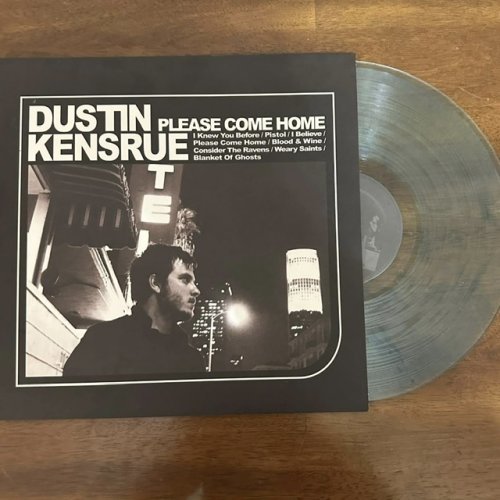 DUSTIN
KENSRUE
PLEASE COME HOME
I Knew You Before / Pistol / I Believe /
Please Come Home / Blood & Wine /
Consider The Ravens / Weary Saints /
Blanket Of Ghosts
TEL